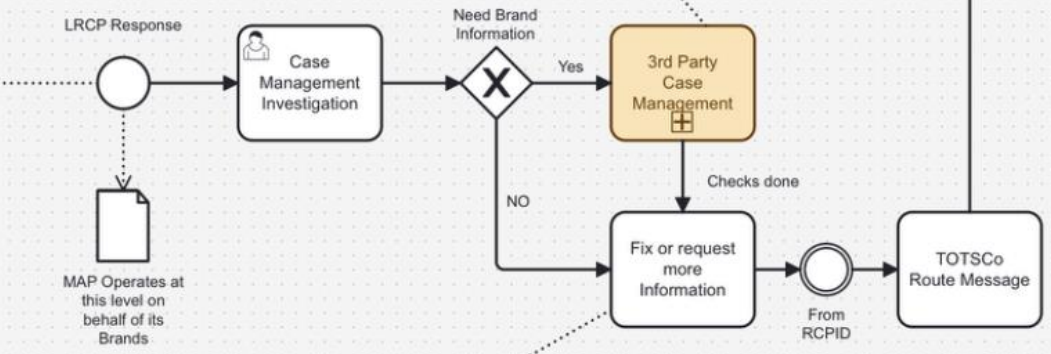 LRCP Response
Case
Management
Investigation
Need Brand
Information
Yes
3rd Party
Case
Management
Checks done
NO
MAP Operates at
this level on
behalf of its
Brands
Fix or request
more
Information
From
RCPID
TOTSCo
Route Message